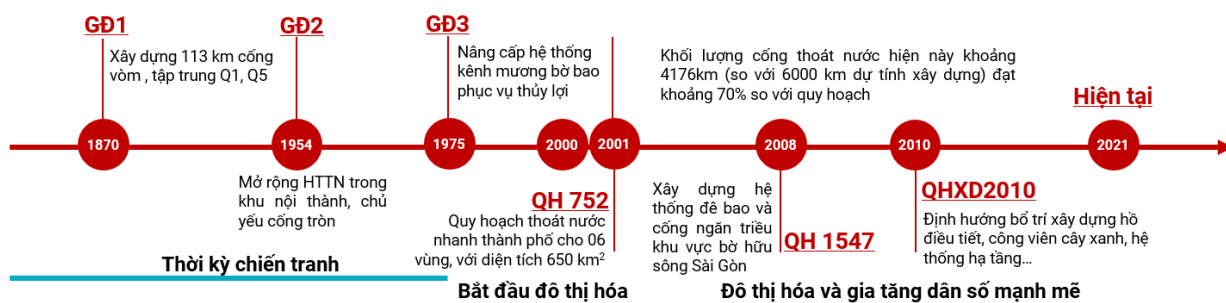 GĐ1
Xây dựng 113 km cống
vòm , tập trung Q1, Q5
GĐ2
GĐ3
Nâng cấp hệ thống
kênh mương bờ bao
phục vụ thủy lợi
Khối lượng cống thoát nước hiện này khoảng
4176km (so với 6000 km dự tính xây dựng) đạt
khoảng 70% so với quy hoạch
Hiện tại
1870
1954
1975
2000
2001
2008
2010
2021
Mở rộng HTTN trong
khu nội thành, chủ
yếu cống tròn
QH 752
Quy hoạch thoát nước
nhanh thành phố cho 06
vùng, với diện tích 650 km²
Xây dựng hệ
thống đê bao và
cống ngăn triều
khu vực bờ hữu
sông Sài Gòn
QH 1547
QHXD2010
Định hướng bố trí xây dựng hồ
điều tiết, công viên cây xanh, hệ
thống hạ tầng...
Thời kỳ chiến tranh
Bắt đầu đô thị hóa
Đô thị hóa và gia tăng dân số mạnh mẽ